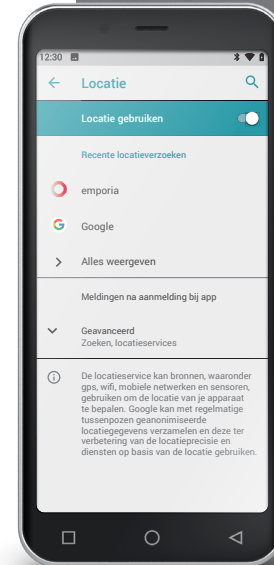 12:30
Locatie
Locatie gebruiken
Recente locatieverzoeken
emporia
Google
Alles weergeven
Meldingen na aanmelding bij app
Geavanceerd
Zoeken, locatieservices
De locatieservice kan bronnen, waaronder
gps, wifi, mobiele netwerken en sensoren,
gebruiken om de locatie van je apparaat
te bepalen. Google kan met regelmatige
tussenpozen geanonimiseerde
locatiegegevens verzamelen en deze ter
verbetering van de locatieprecisie en
diensten op basis van de locatie gebruiken.